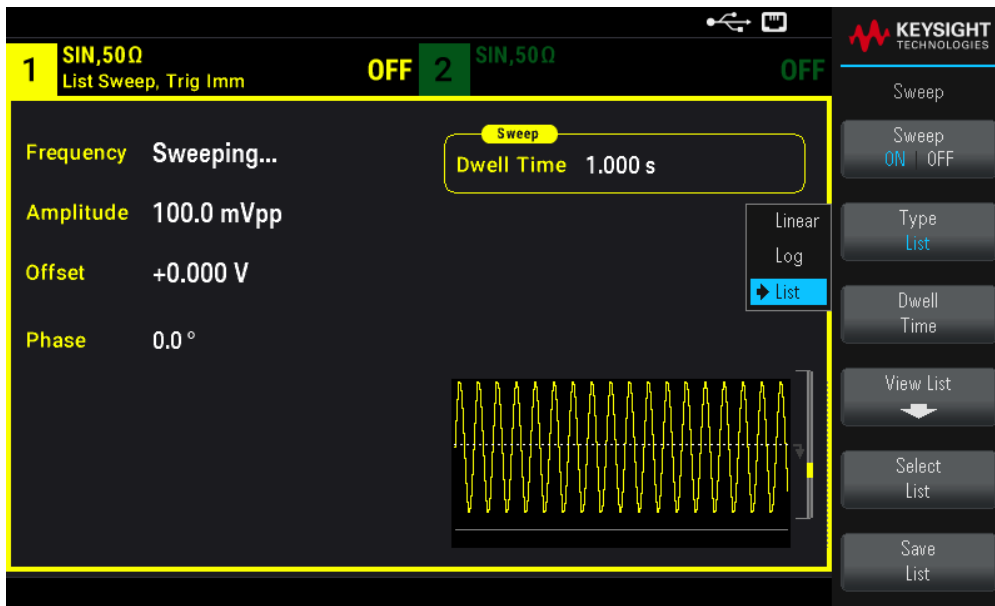 1
SIN,50Ω
List Sweep, Trig Imm
OFF
2
SIN,50Ω
OFF
Frequency Sweeping...
Amplitude 100.0 mVpp
Offset +0.000 V
Phase 0.0 °
Sweep
Dwell Time 1.000 s
Linear
Log
List
KEYSIGHT
TECHNOLOGIES
Sweep
Sweep
ON OFF
Type
List
Dwell
Time
View List
Select
List
Save
List